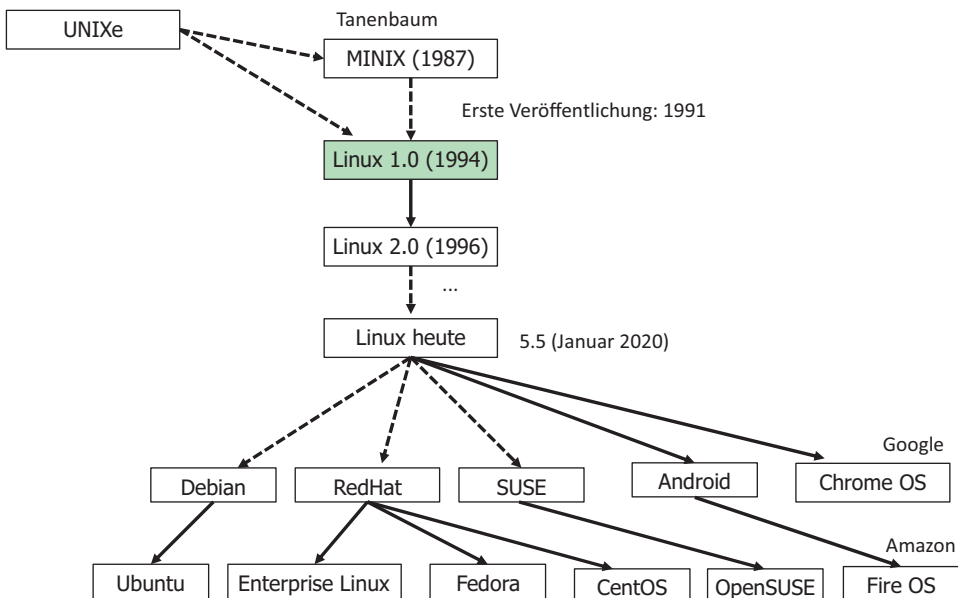 UNIXe
Tanenbaum
MINIX (1987)
Erste Veröffentlichung: 1991
Linux 1.0 (1994)
Linux 2.0 (1996)
...
Linux heute
5.5 (Januar 2020)
Google
Debian
RedHat
SUSE
Android
Chrome OS
Amazon
Ubuntu
Enterprise Linux
Fedora
CentOS
OpenSUSE
Fire OS